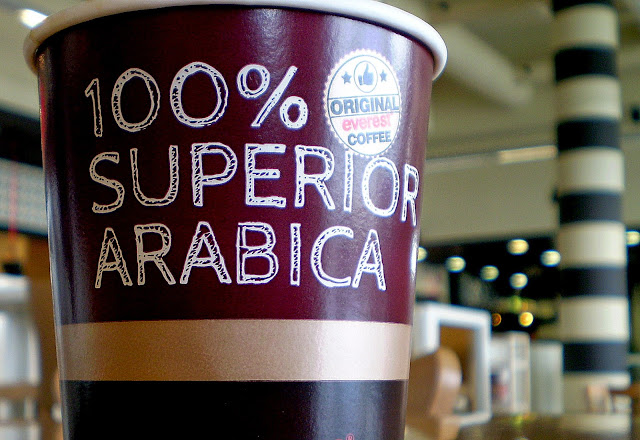 100%
SUPERIOR
ARABICA
ORIGINAL
everest
COFFEE